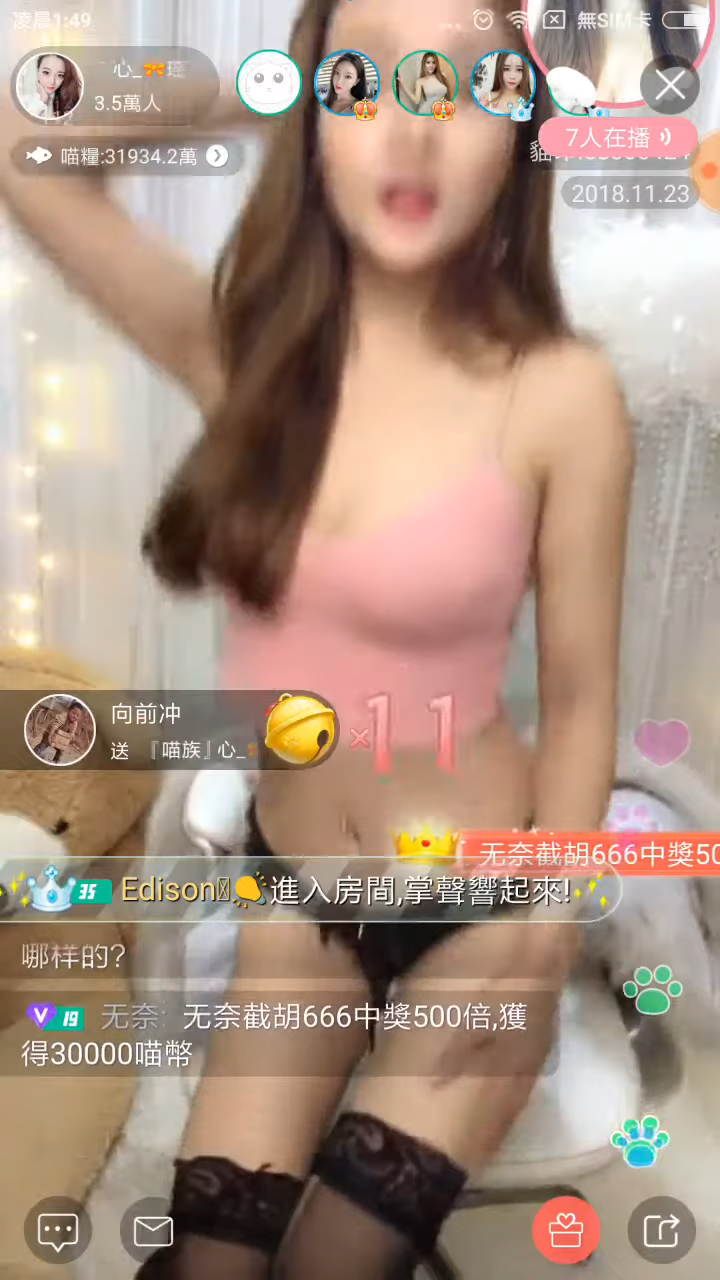 凌晨1:49
無SIM卡
心_🎀瑾
3.5萬人
7人在播
喵糧:31934.2萬
2018.11.23
向前冲
送 『喵族』心_
×11
无奈截胡666中獎50
35 Edison 進入房間,掌聲響起來!
哪样的?
V 19 无奈: 无奈截胡666中獎500倍,獲
得30000喵幣